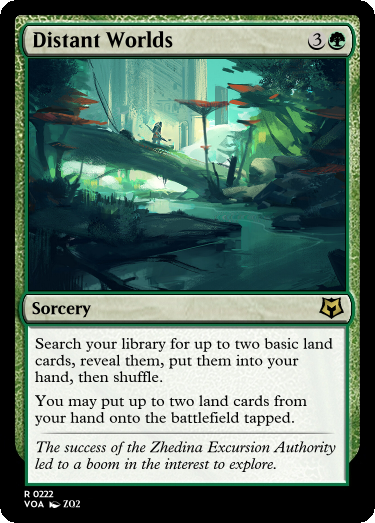 Distant Worlds 3
Sorcery
Search your library for up to two basic land
cards, reveal them, put them into your
hand, then shuffle.
You may put up to two land cards from
your hand onto the battlefield tapped.
The success of the Zhedina Excursion Authority
led to a boom in the interest to explore.
R 0222
VOA ZO2